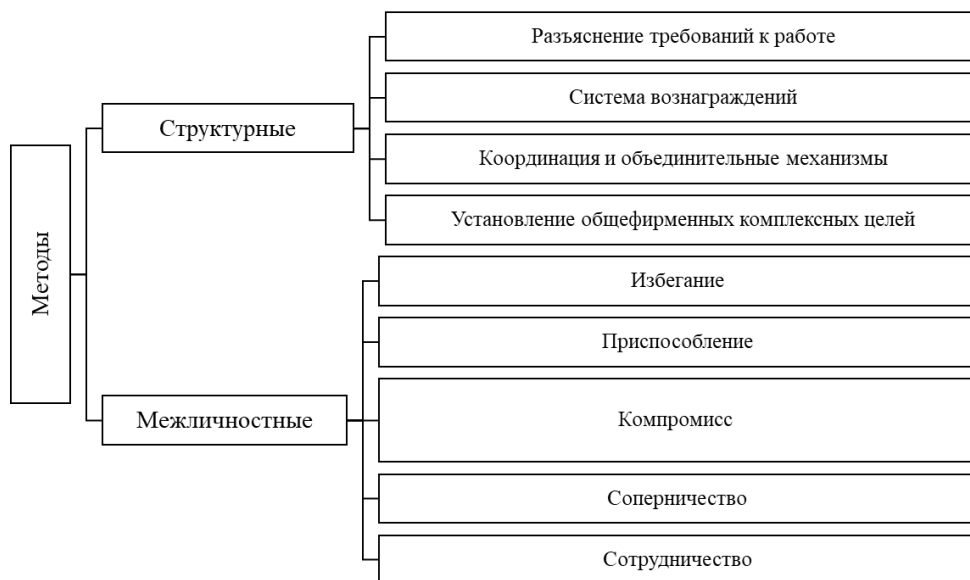 Методы
Структурные
Разъяснение требований к работе
Система вознаграждений
Координация и объединительные механизмы
Установление общефирменных комплексных целей
Межличностные
Избегание
Приспособление
Компромисс
Соперничество
Сотрудничество